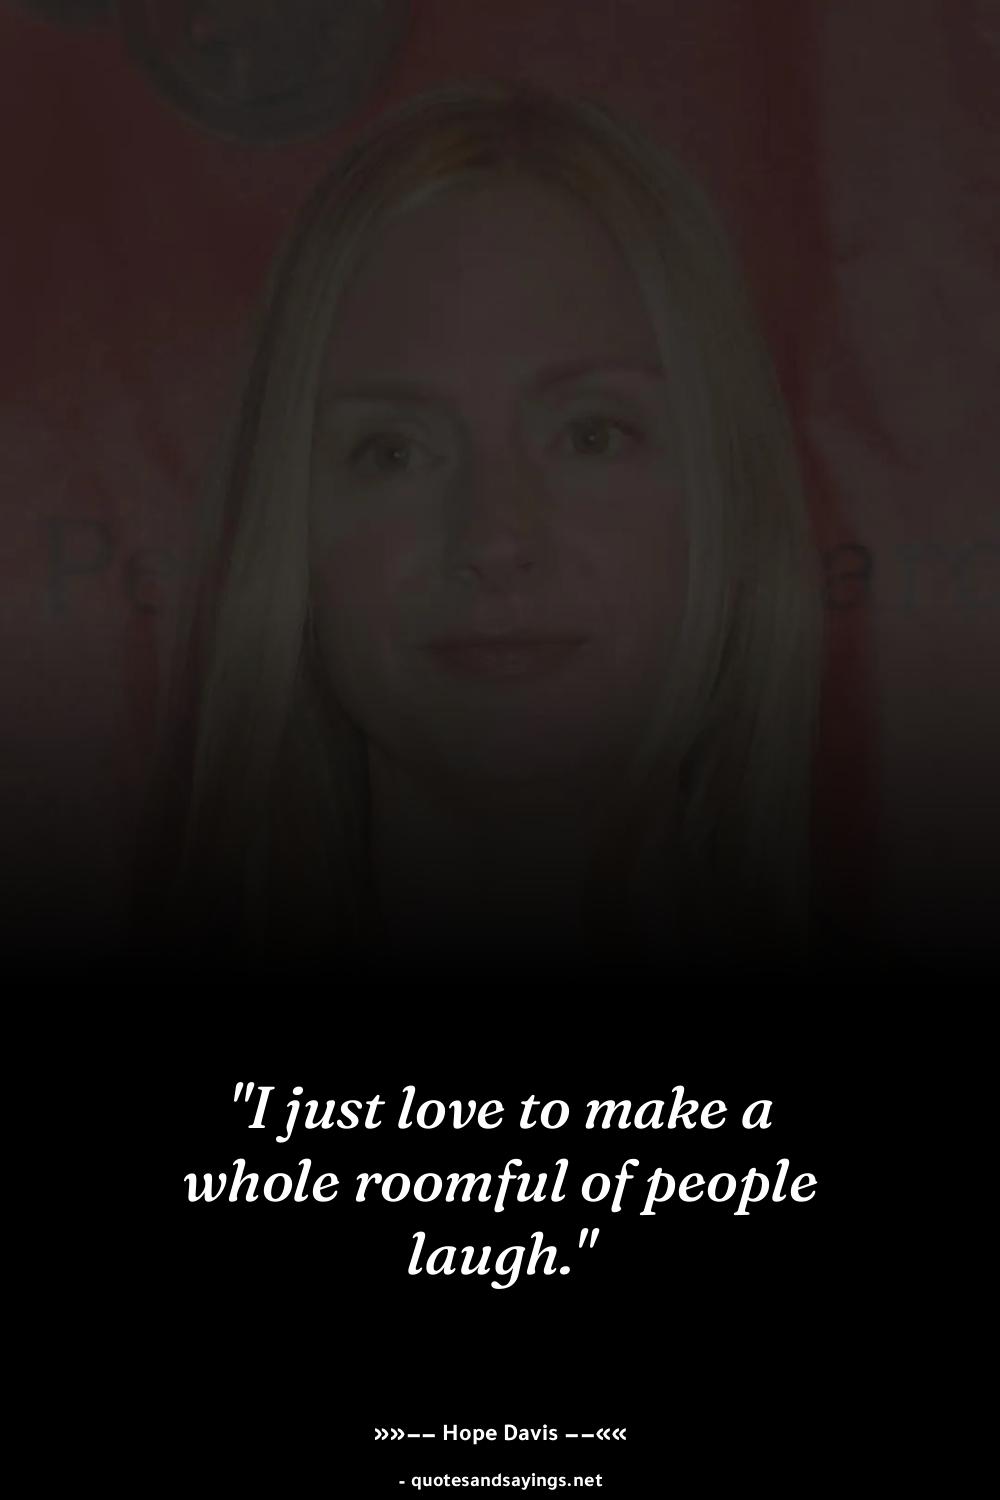 "I just love to make a
whole roomful of people
laugh."
»»–– Hope Davis ––««
- quotesandsayings.net